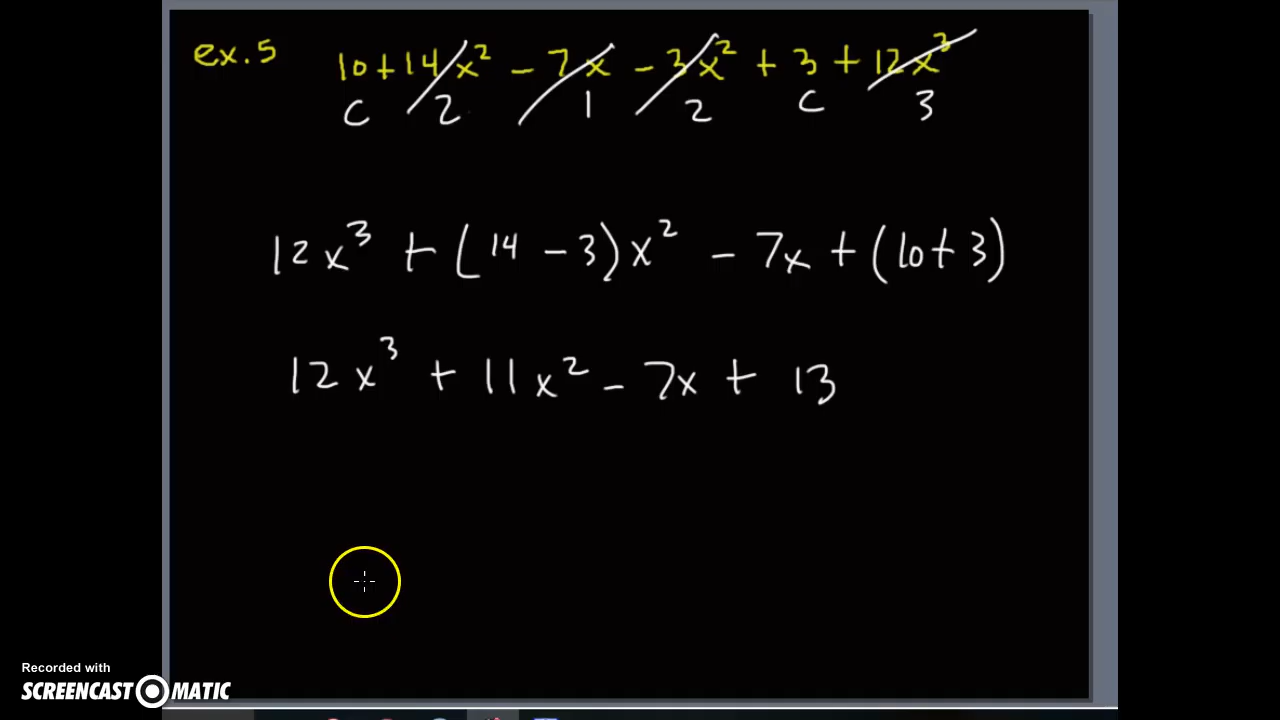 ex.5 10+14x² - 7x - 3x² + 3 + 12x³
C 2 1 2 C 3
12x³ + (14 - 3)x² - 7x + (10+3)
12x³ + 11x² - 7x + 13
Recorded with
SCREENCAST MATIC